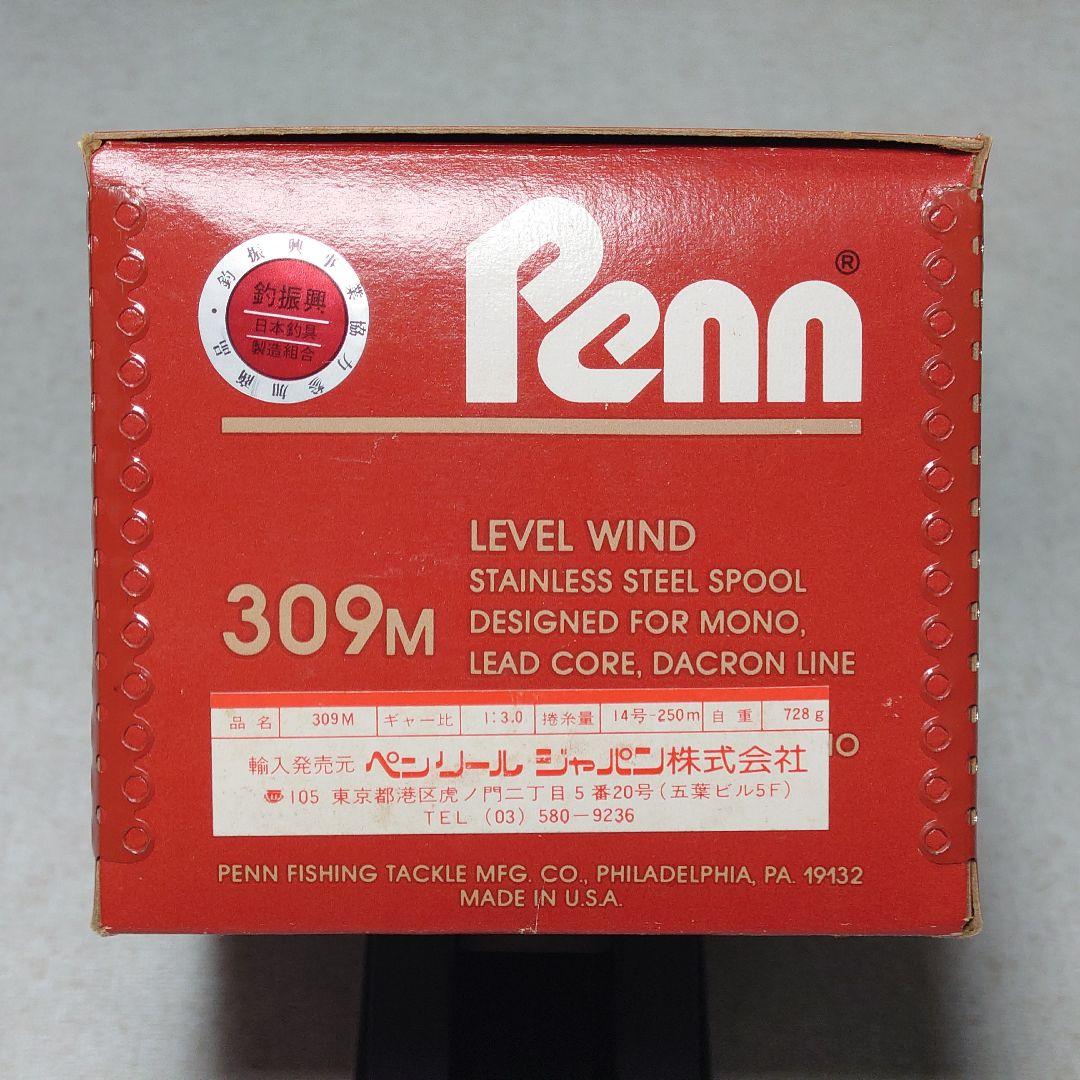 釣振興事業協力・輸加商品・
釣振興
日本釣具
製造組合
Penn®
LEVEL WIND
STAINLESS STEEL SPOOL
309M
DESIGNED FOR MONO,
LEAD CORE, DACRON LINE
品名 309M ギャー比 1:3.0 捲糸量 14号-250m 自重 728g
輸入発売元 ペンリール ジャパン株式会社
〒105 東京都港区虎ノ門二丁目5番20号(五葉ビル5F)
TEL (03) 580-9236
PENN FISHING TACKLE MFG. CO., PHILADELPHIA, PA. 19132
MADE IN U.S.A.